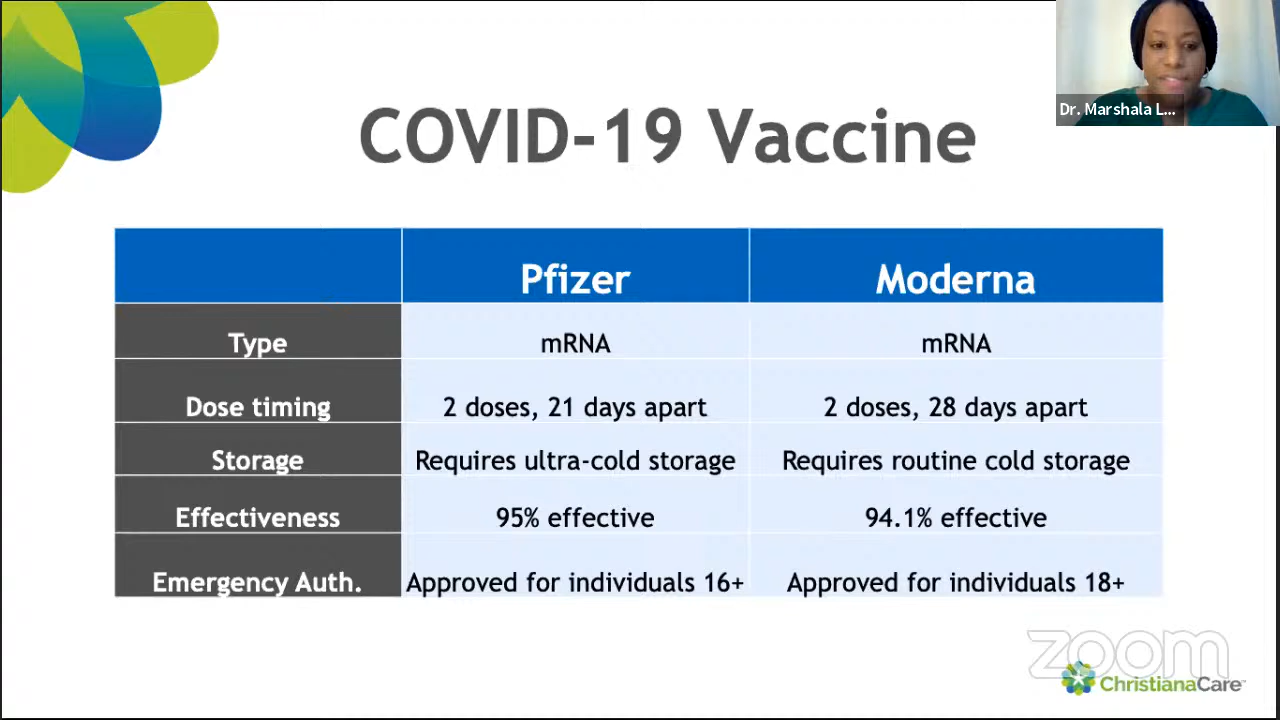 Dr. Marshala L...
COVID-19 Vaccine
Pfizer Moderna
Type mRNA mRNA
Dose timing 2 doses, 21 days apart 2 doses, 28 days apart
Storage Requires ultra-cold storage Requires routine cold storage
Effectiveness 95% effective 94.1% effective
Emergency Auth. Approved for individuals 16+ Approved for individuals 18+
zoom
ChristianaCare™